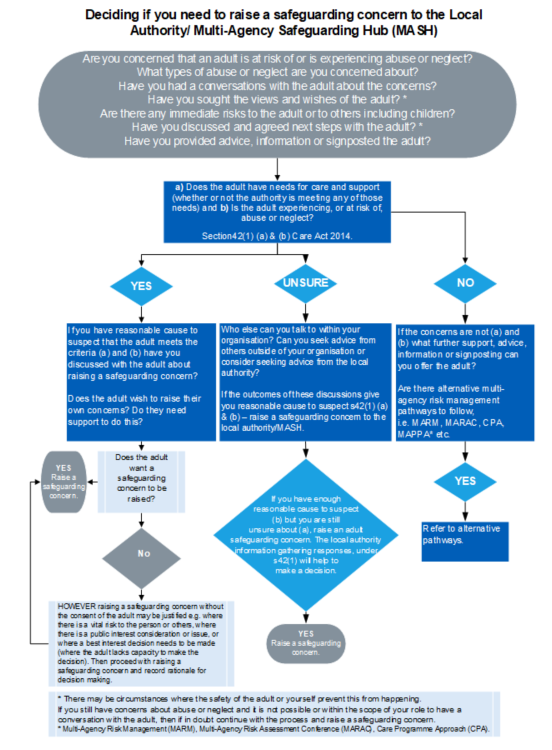 Deciding if you need to raise a safeguarding concern to the Local
Authority/ Multi-Agency Safeguarding Hub (MASH)
Are you concerned that an adult is at risk of or is experiencing abuse or neglect?
What types of abuse or neglect are you concerned about?
Have you had a conversations with the adult about the concerns?
Have you sought the views and wishes of the adult? *
Are there any immediate risks to the adult or to others including children?
Have you discussed and agreed next steps with the adult? *
Have you provided advice, information or signposted the adult?
a) Does the adult have needs for care and support
(whether or not the authority is meeting any of those
needs) and b) Is the adult experiencing, or at risk of,
abuse or neglect?
Section42(1) (a) & (b) Care Act 2014.
YES
UNSURE
NO
If you have reasonable cause to
suspect that the adult meets the
criteria (a) and (b) have you
discussed with the adult about
raising a safeguarding concern?
Does the adult wish to raise their
own concerns? Do they need
support to do this?
Who else can you talk to within your
organisation? Can you seek advice from
others outside of your organisation or
consider seeking advice from the local
authority?
If the outcomes of these discussions give
you reasonable cause to suspect s42(1) (a)
& (b) – raise a safeguarding concern to the
local authority/MASH.
If the concerns are not (a) and
(b) what further support, advice,
information or signposting can
you offer the adult?
Are there alternative multi-
agency risk management
pathways to follow,
i.e. MARM, MARAC, CPA,
MAPPA* etc.
YES
Raise a
safeguarding
concern.
Does the adult
want a
safeguarding
concern to be
raised?
If you have enough
reasonable cause to suspect
(b) but you are still
unsure about (a), raise an adult
safeguarding concern. The local authority
information gathering responses, under
s42(1) will help to
make a decision.
YES
Refer to alternative
pathways.
No
HOWEVER raising a safeguarding concern without
the consent of the adult may be justified e.g. where
there is a vital risk to the person or others, where
there is a public interest consideration or issue, or
where a best interest decision needs to be made
(where the adult lacks capacity to make the
decision). Then proceed with raising a
safeguarding concern and record rationale for
decision making.
YES
Raise a safeguarding
concern.
* There may be circumstances where the safety of the adult or yourself prevent this from happening.
If you still have concerns about abuse or neglect and it is not possible or within the scope of your role to have a
conversation with the adult, then if in doubt continue with the process and raise a safeguarding concern.
* Multi-Agency Risk Management (MARM), Multi-Agency Risk Assessment Conference (MARAC), Care Programme Approach (CPA).